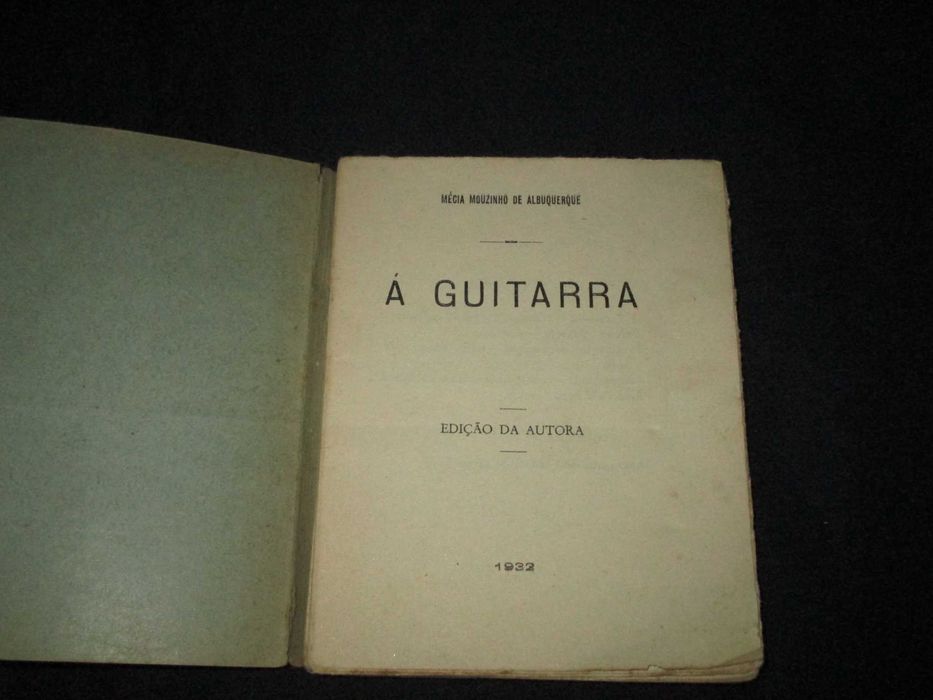 MÉCIA MOUZINHO DE ALBUQUERQUE
Á GUITARRA
EDIÇÃO DA AUTORA
1932